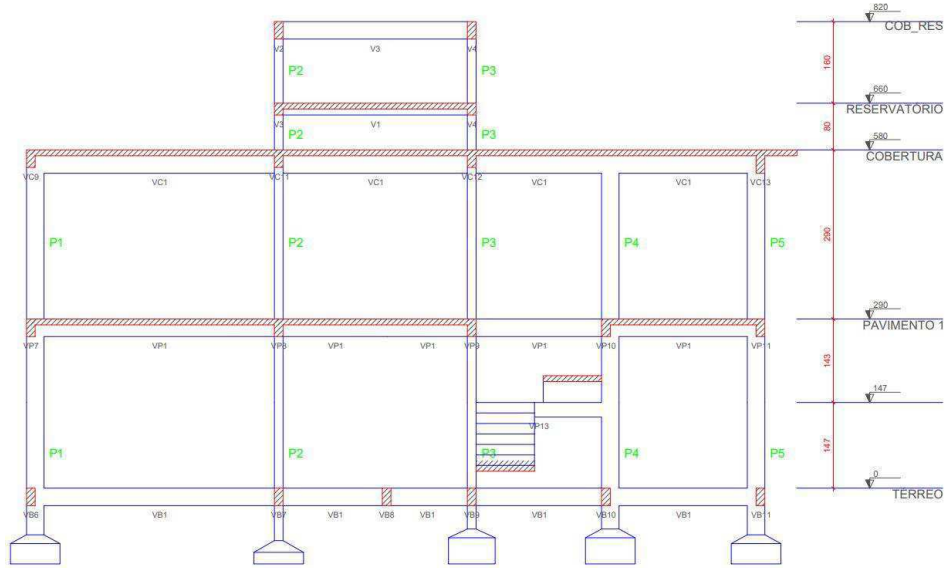 820
COB_RES
V2 V3 V4
P2 P3
160
660
RESERVATÓRIO
V3 V1 V4
P2 P3
80
580
COBERTURA
VC9 VC1 VC11 VC1 VC12 VC1 VC1 VC13
P1 P2 P3 P4 P5
290
290
PAVIMENTO 1
VP7 VP1 VP8 VP1 VP1 VP9 VP1 VP10 VP1 VP11
143
147
VP13
P1 P2 P3 P4 P5
147
0
TÉRREO
VB6 VB1 VB7 VB1 VB8 VB1 VB9 VB1 VB10 VB1 VB11